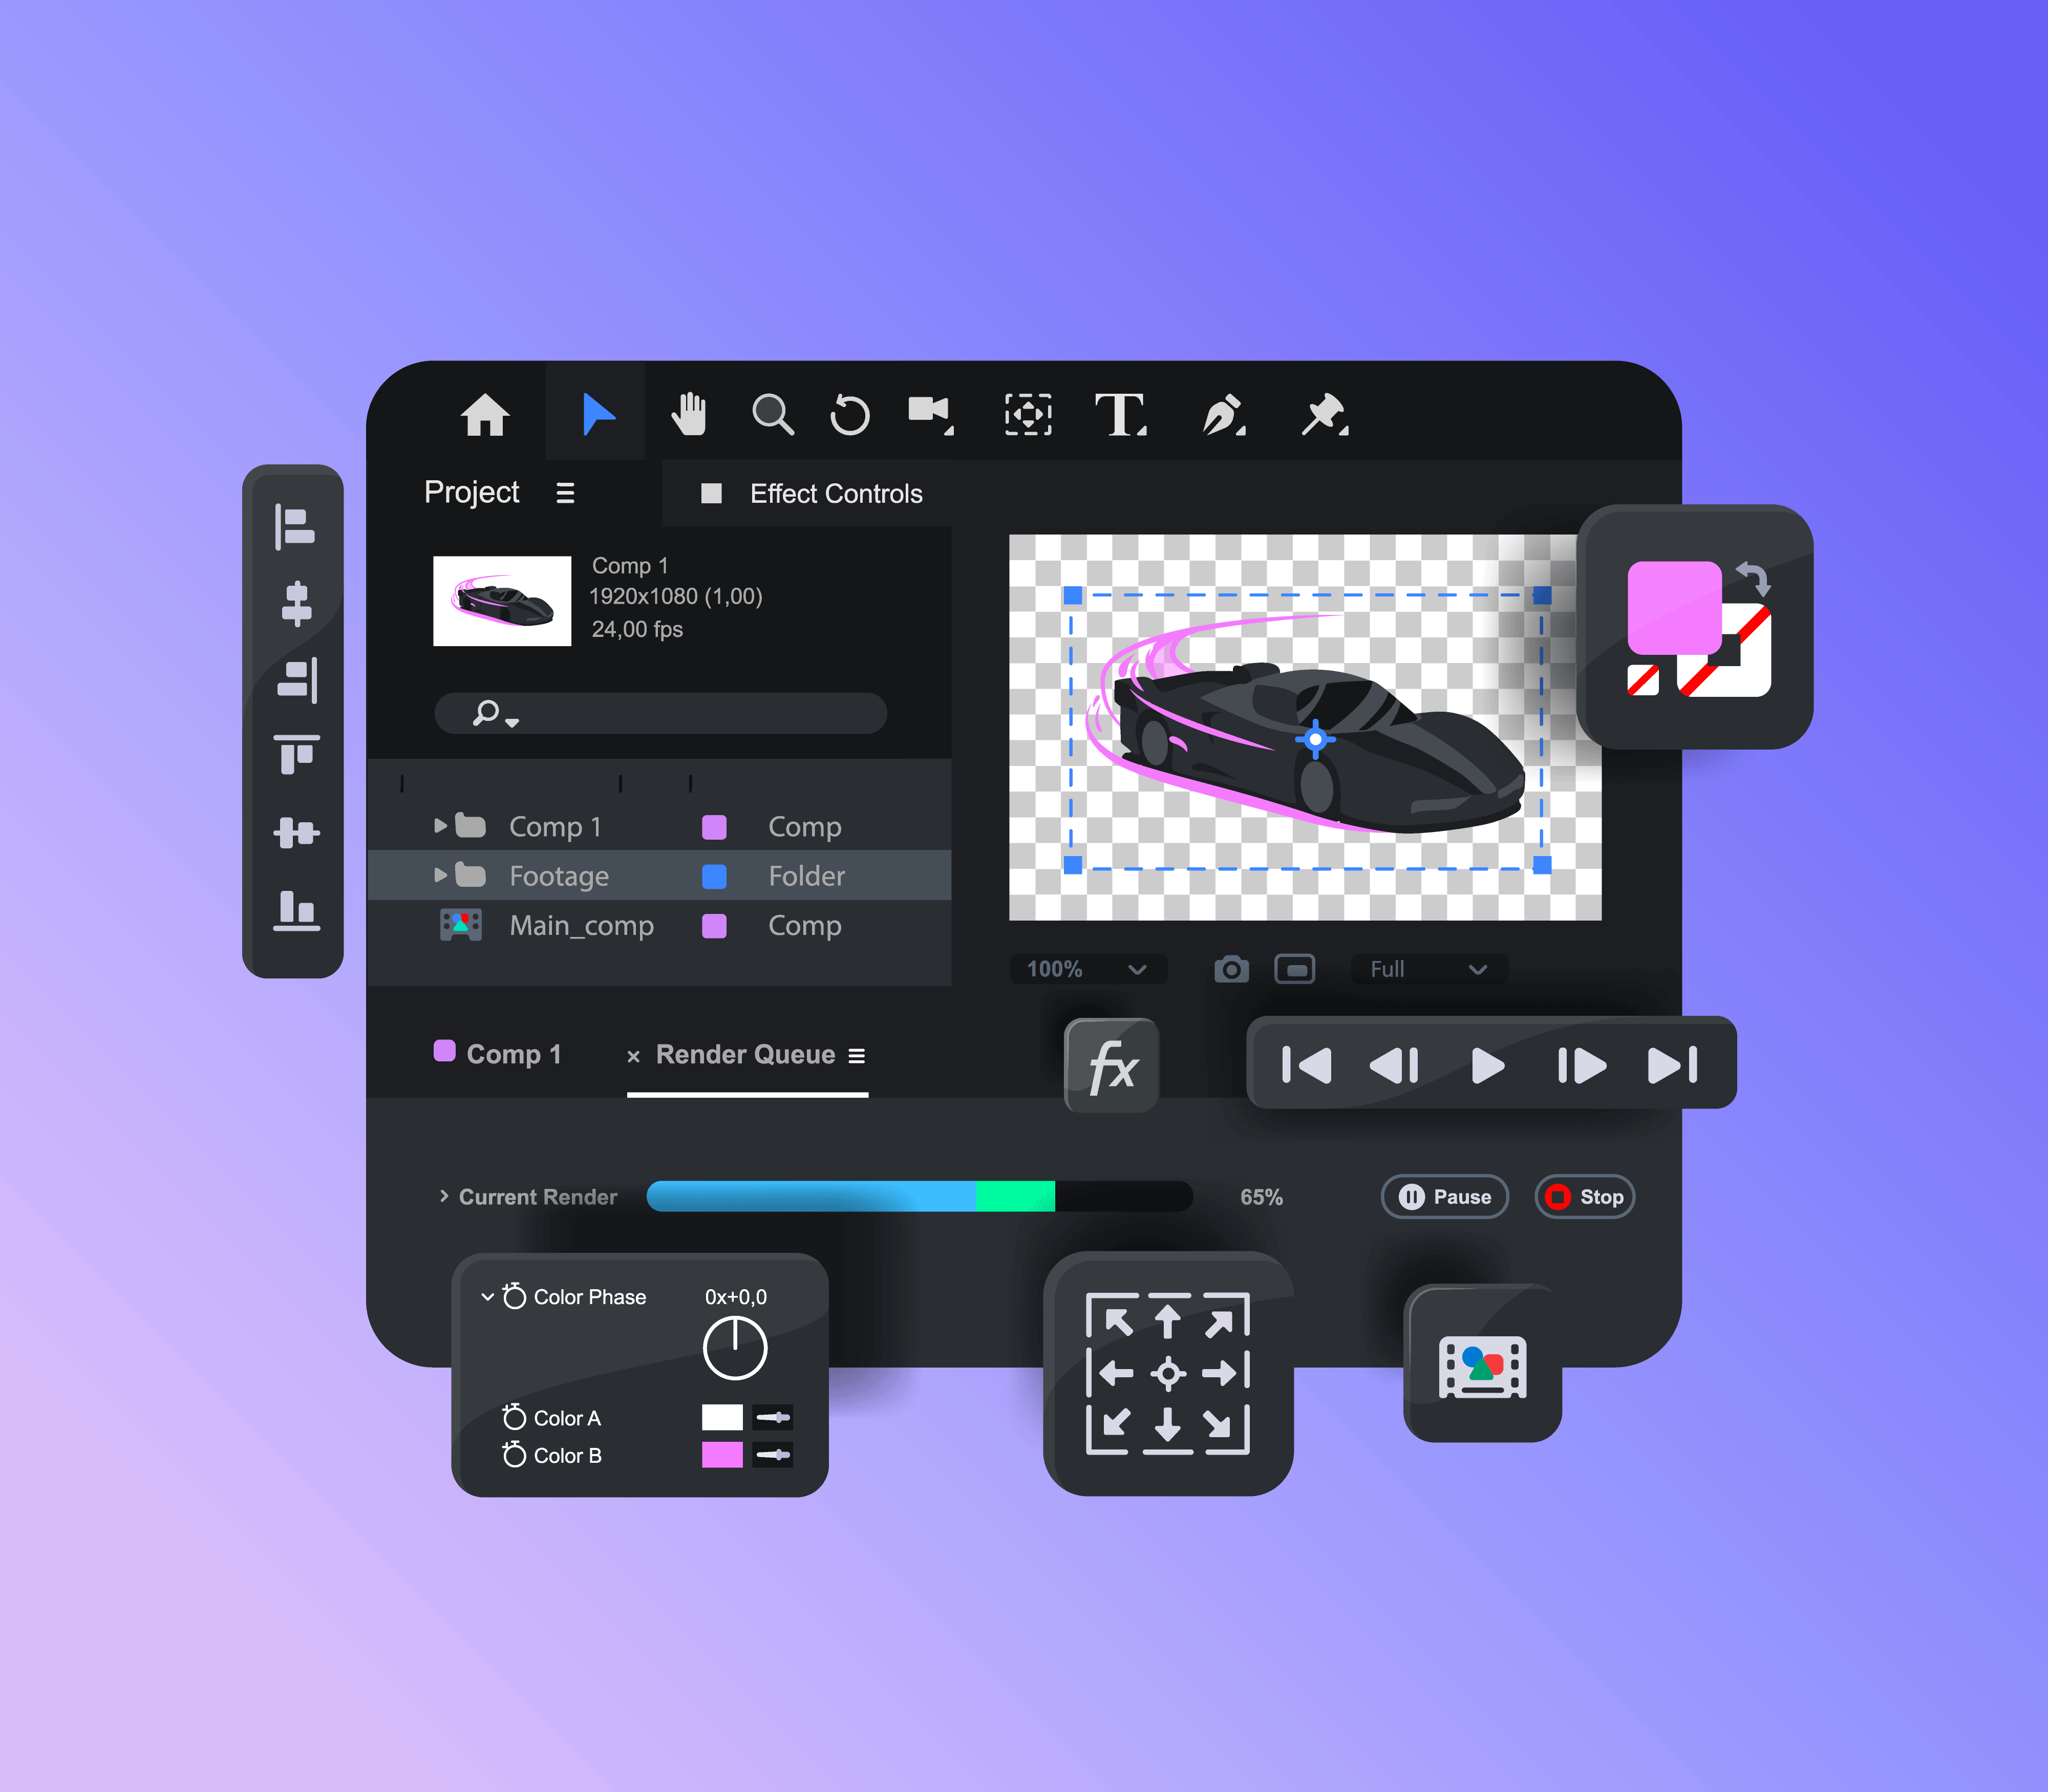 T
Project
Effect Controls
Comp 1
1920x1080 (1,00)
24,00 fps
Comp 1 Comp
Footage Folder
Main_comp Comp
100% Full
Comp 1 × Render Queue
fx
Current Render 65% Pause Stop
Color Phase 0x+0,0
Color A
Color B